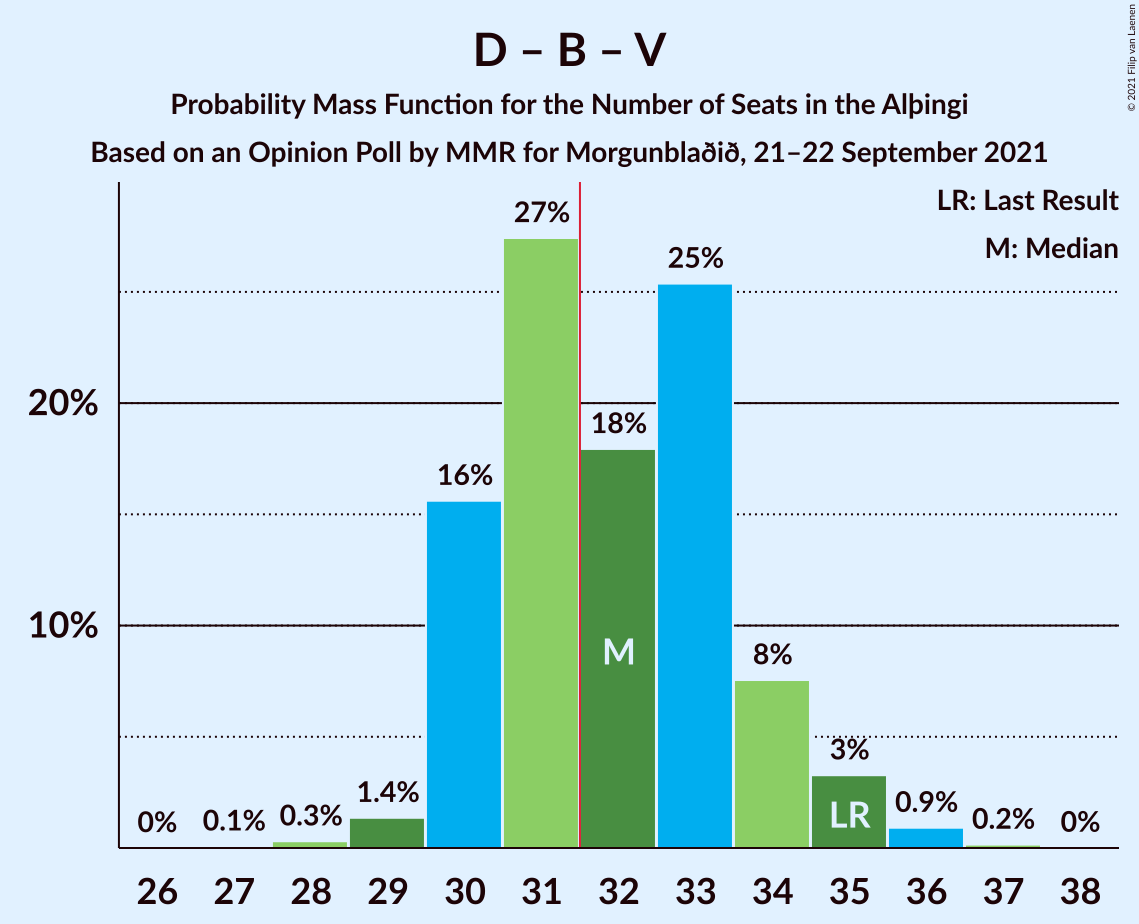 D – B – V
Probability Mass Function for the Number of Seats in the Alþingi
Based on an Opinion Poll by MMR for Morgunblaðið, 21–22 September 2021
© 2021 Filip van Laenen
LR: Last Result
M: Median
20%
10%
0%
0.1%
0.3%
1.4%
16%
27%
18%
25%
8%
3%
0.9%
0.2%
0%
M
LR
26 27 28 29 30 31 32 33 34 35 36 37 38